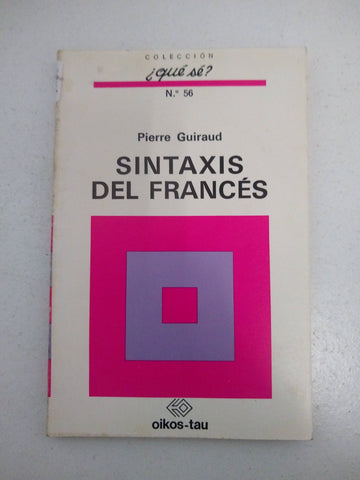 COLECCIÓN
¿qué sé?
N.° 56
Pierre Guiraud
SINTAXIS
DEL FRANCÉS
oikos-tau